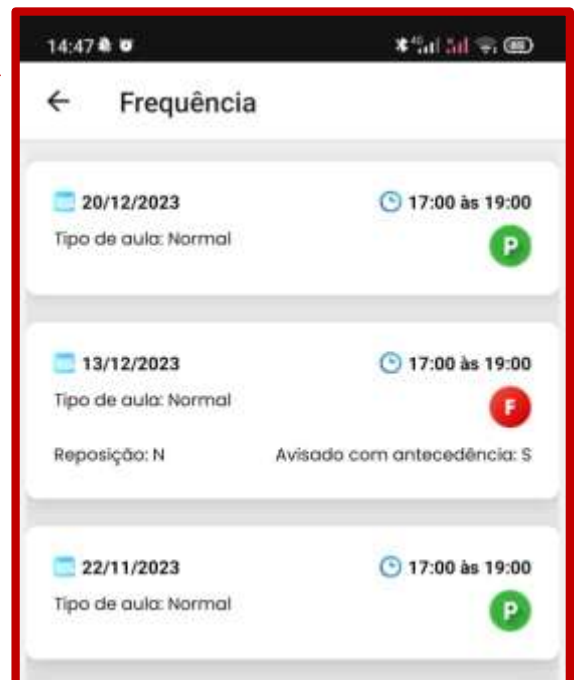 14:47
Frequência
20/12/2023 17:00 às 19:00
Tipo de aula: Normal P
13/12/2023 17:00 às 19:00
Tipo de aula: Normal F
Reposição: N Avisado com antecedência: S
22/11/2023 17:00 às 19:00
Tipo de aula: Normal P